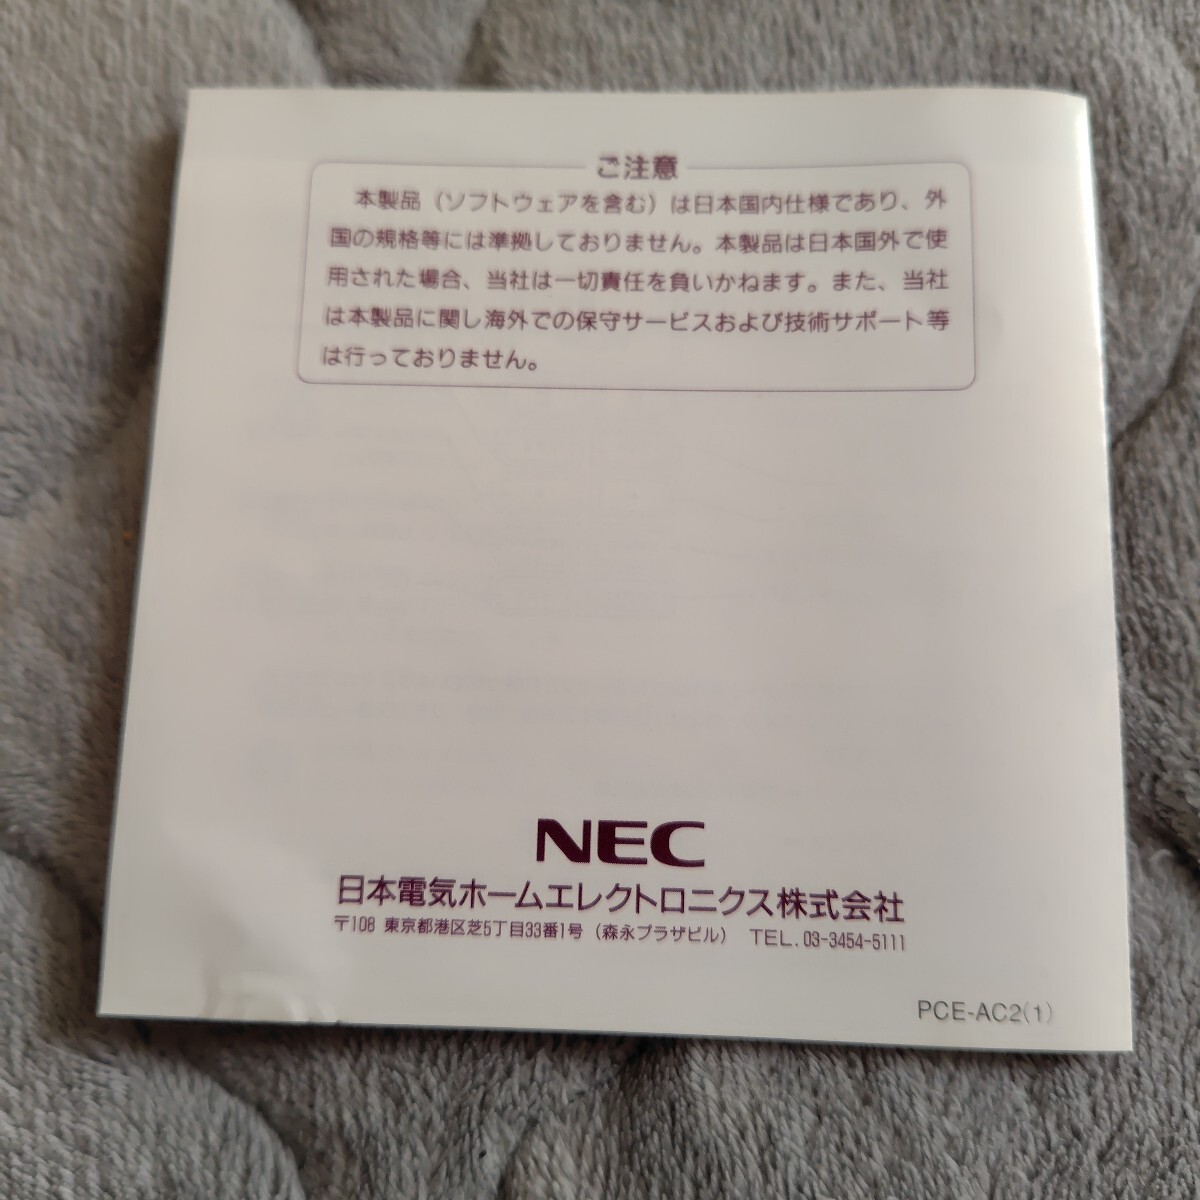 ご注意
本製品（ソフトウェアを含む）は日本国内仕様であり、外
国の規格等には準拠しておりません。本製品は日本国外で使
用された場合、当社は一切責任を負いかねます。また、当社
は本製品に関し海外での保守サービスおよび技術サポート等
は行っておりません。
NEC
日本電気ホームエレクトロニクス株式会社
〒108 東京都港区芝5丁目33番1号（森永プラザビル） TEL. 03-3454-5111
PCE-AC2(1)